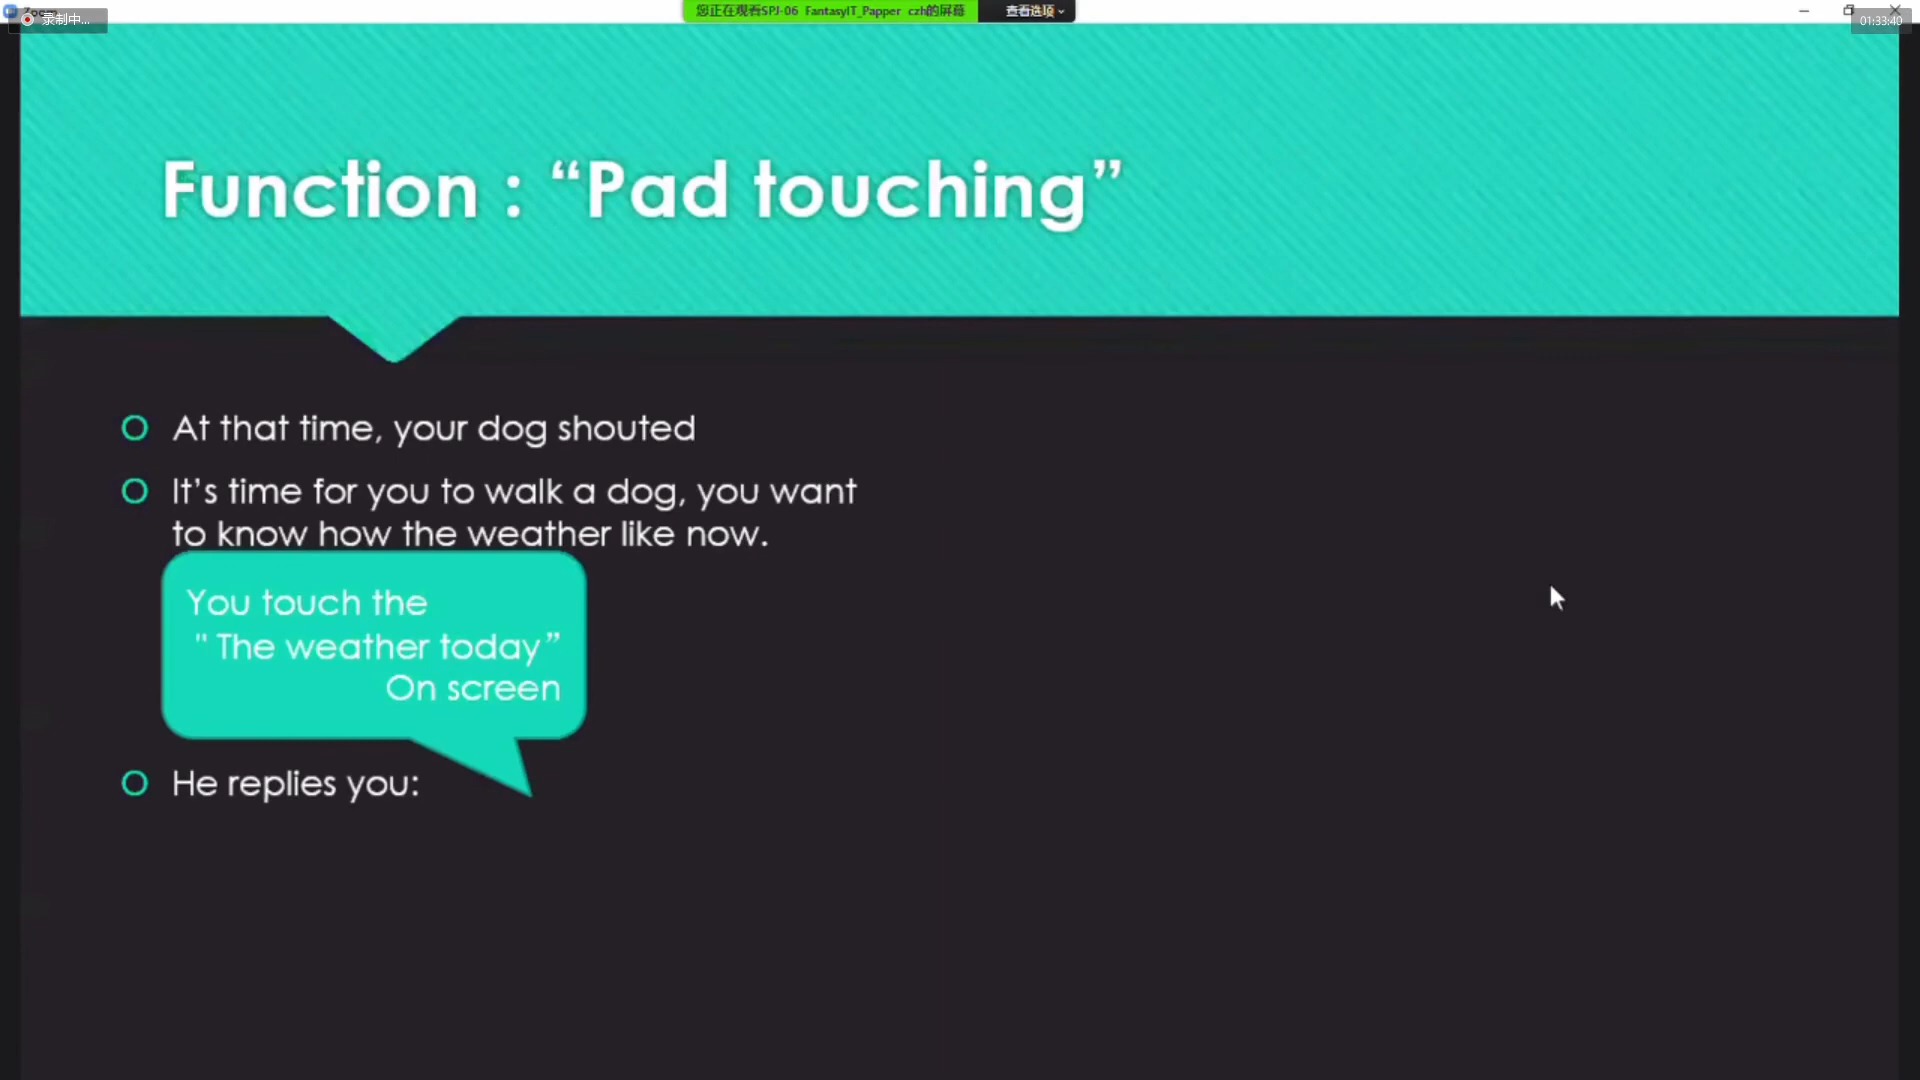 录制中...
您正在观看SPJ-06 FantasyIT_Papper czh的屏幕
查看选项
01:33:40
Function : “Pad touching”
At that time, your dog shouted
It’s time for you to walk a dog, you want
to know how the weather like now.
You touch the
" The weather today”
On screen
He replies you: